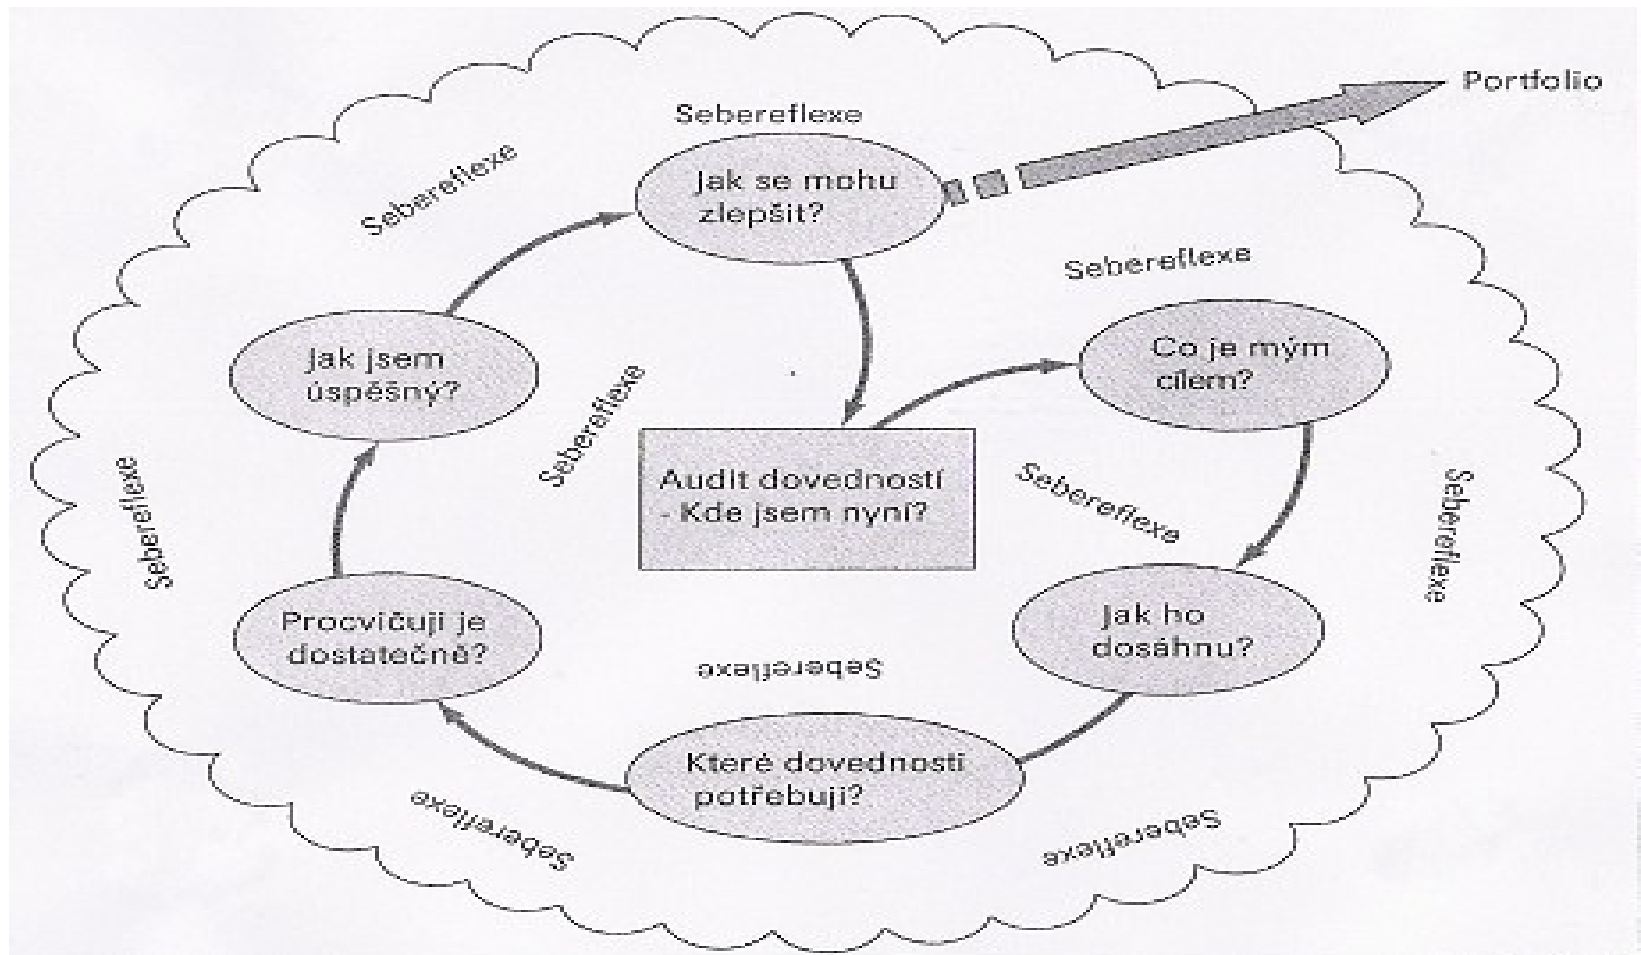 Portfolio
Sebereflexe
Sebereflexe
Jak se mohu
zlepšit?
Sebereflexe
Jak jsem
úspěšný?
Co je mým
cílem?
Sebereflexe
Audit dovedností
- Kde jsem nyní?
Sebereflexe
Sebereflexe
Sebereflexe
Procvičuji je
dostatečně?
Jak ho
dosáhnu?
Sebereflexe
Které dovednosti
potřebuji?
Sebereflexe
Sebereflexe